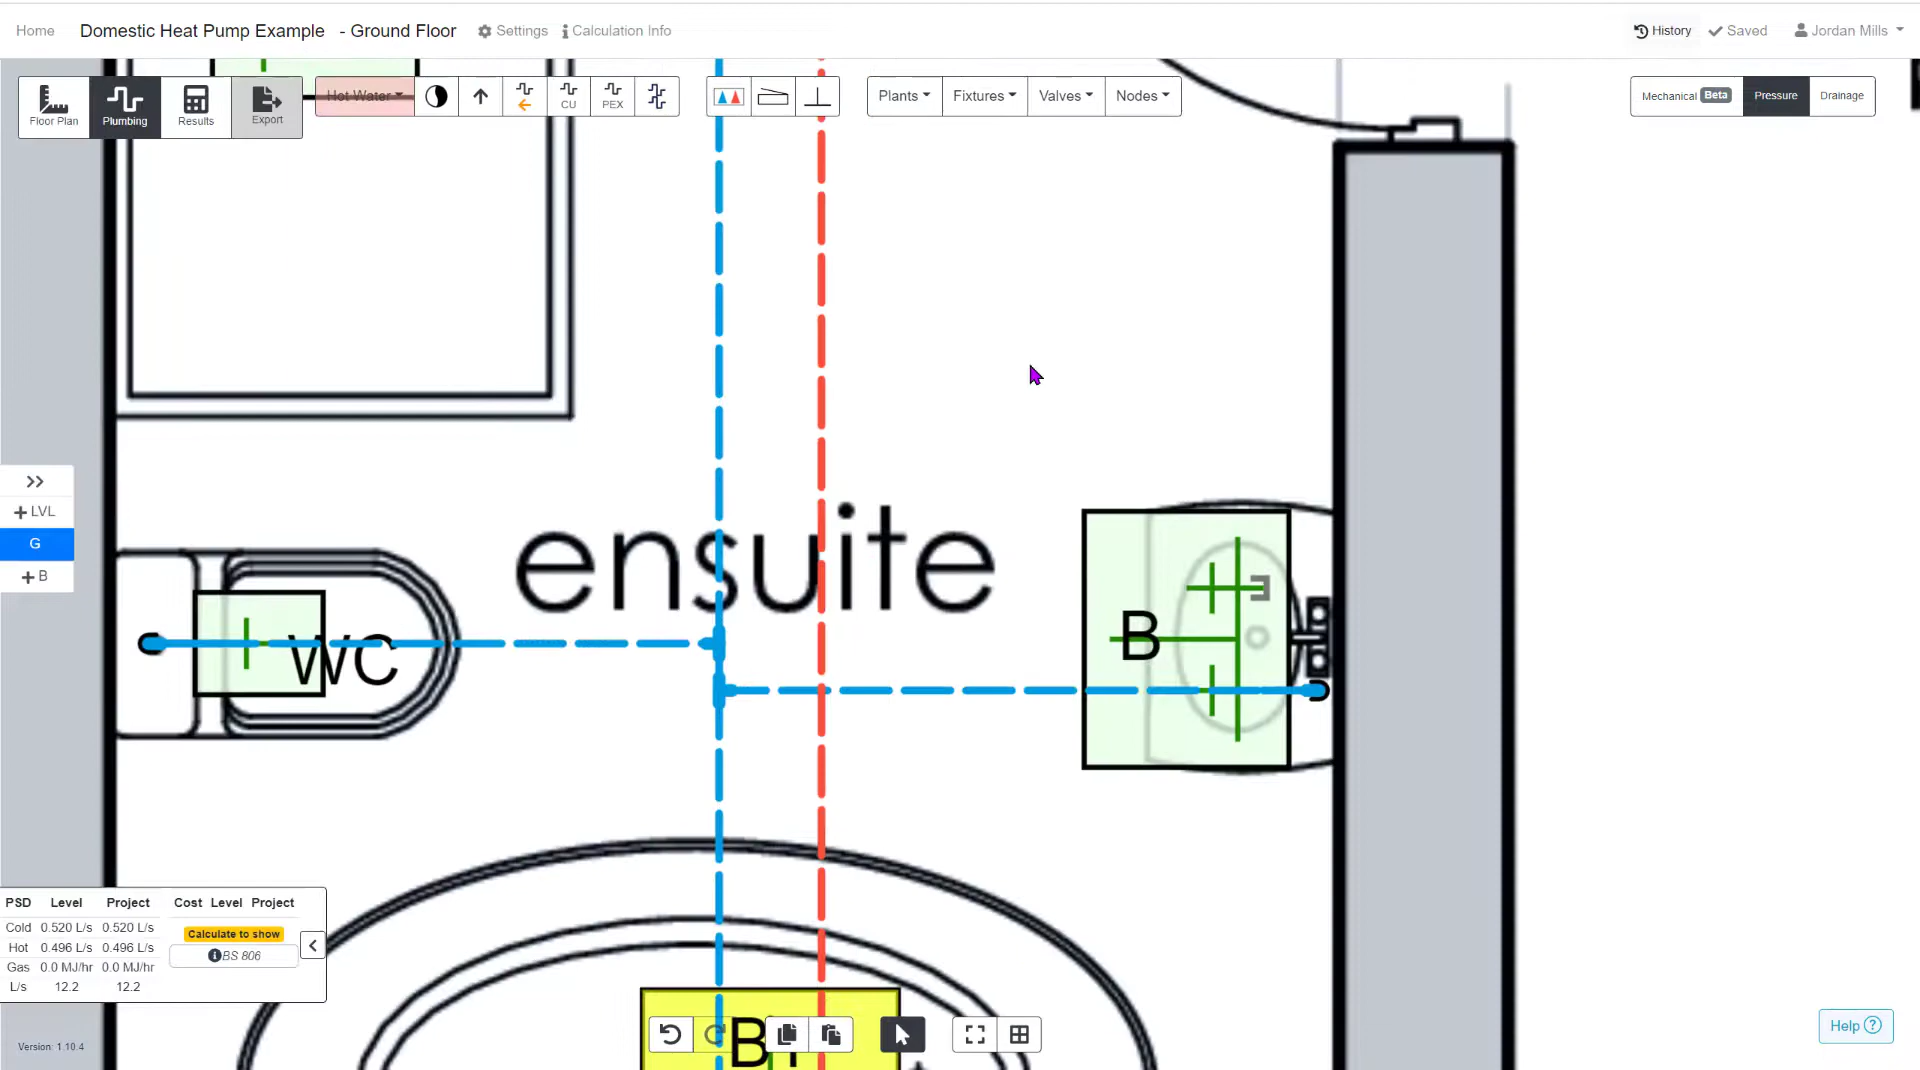 Home Domestic Heat Pump Example - Ground Floor Settings Calculation Info History Saved Jordan Mills
Floor Plan Plumbing Results Export Hot Water CU PEX Plants Fixtures Valves Nodes Mechanical Beta Pressure Drainage
LVL
G
B
ensuite
WC
B
PSD Level Project Cost Level Project
Cold 0.520 L/s 0.520 L/s Calculate to show
Hot 0.496 L/s 0.496 L/s BS 806
Gas 0.0 MJ/hr 0.0 MJ/hr
L/s 12.2 12.2
Version: 1.10.4
Help